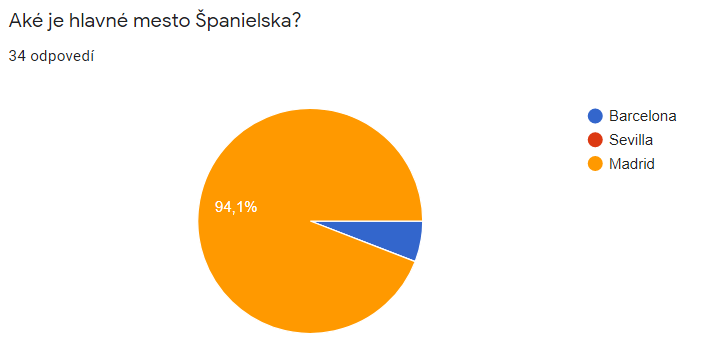 Aké je hlavné mesto Španielska?
34 odpovedí
Barcelona
Sevilla
Madrid
94,1%